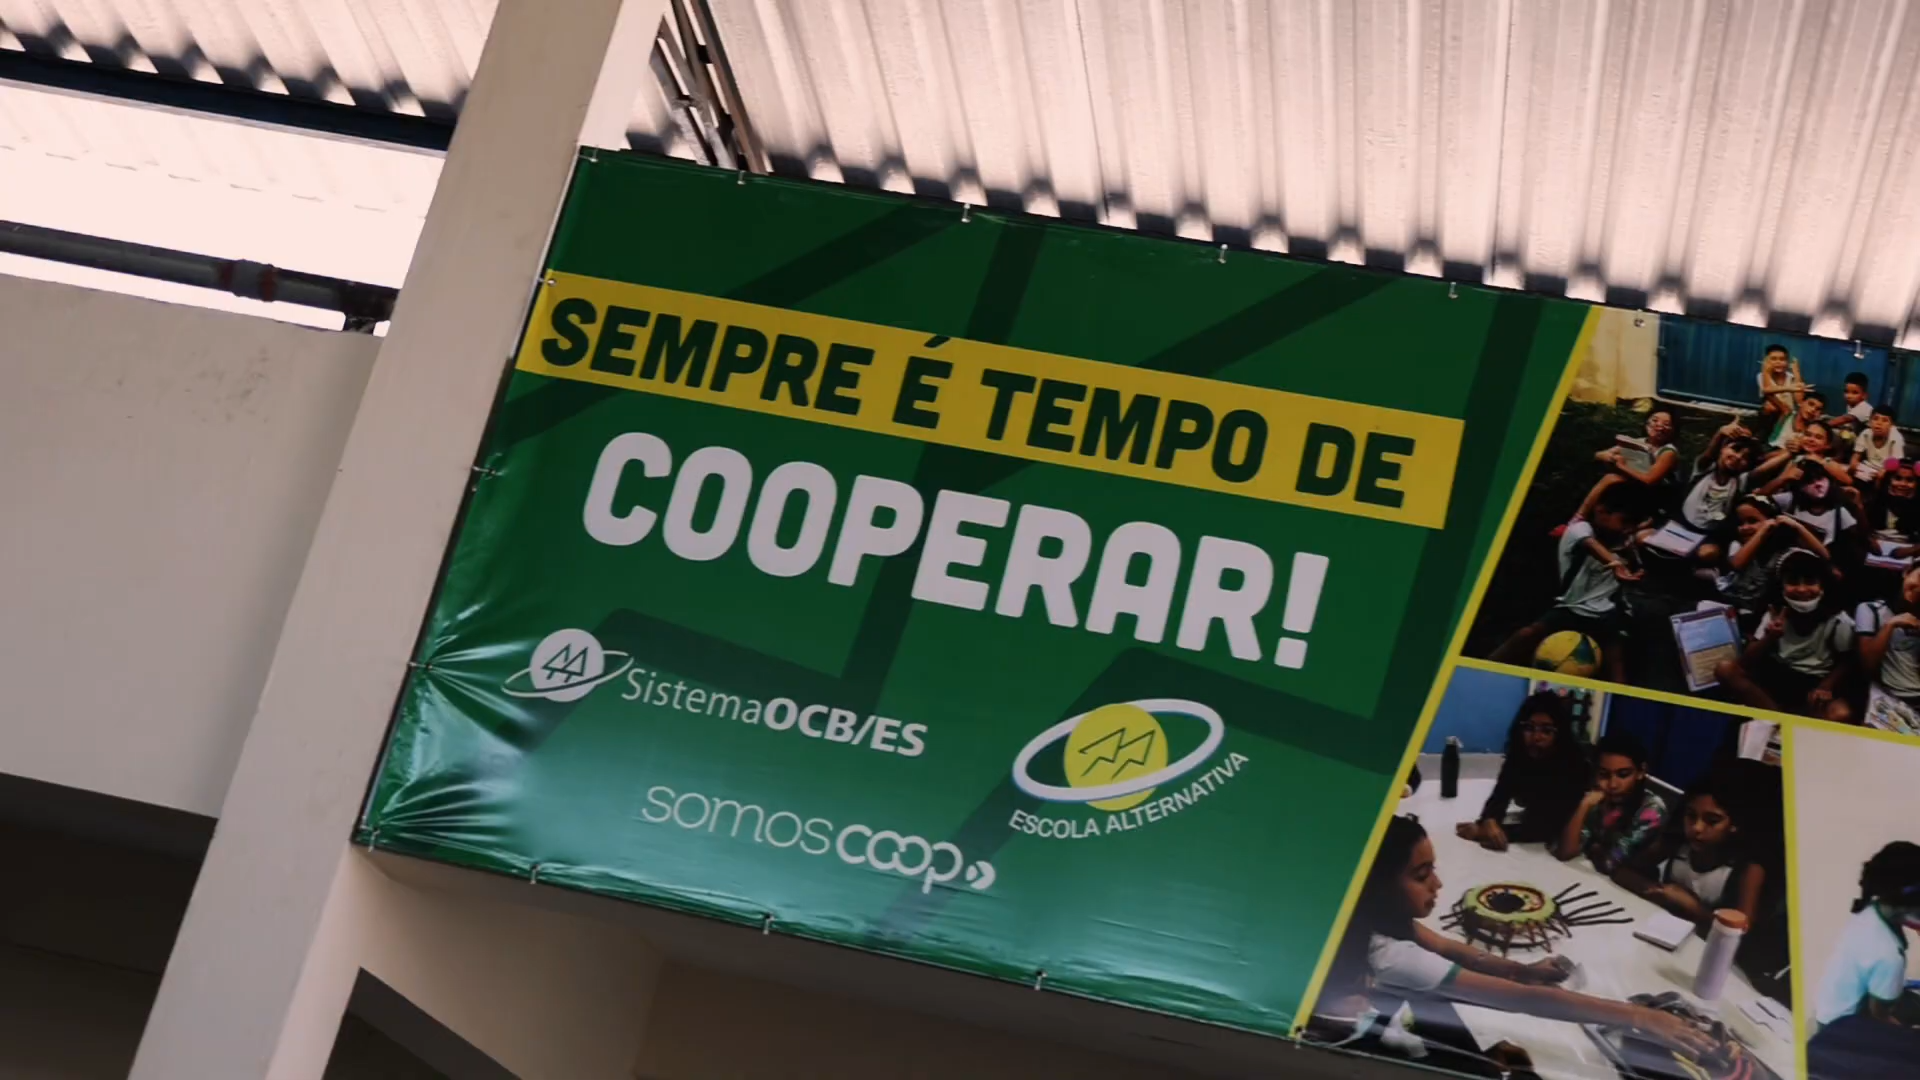 SEMPRE É TEMPO DE
COOPERAR!
SistemaOCB/ES
ESCOLA ALTERNATIVA
somoscoop